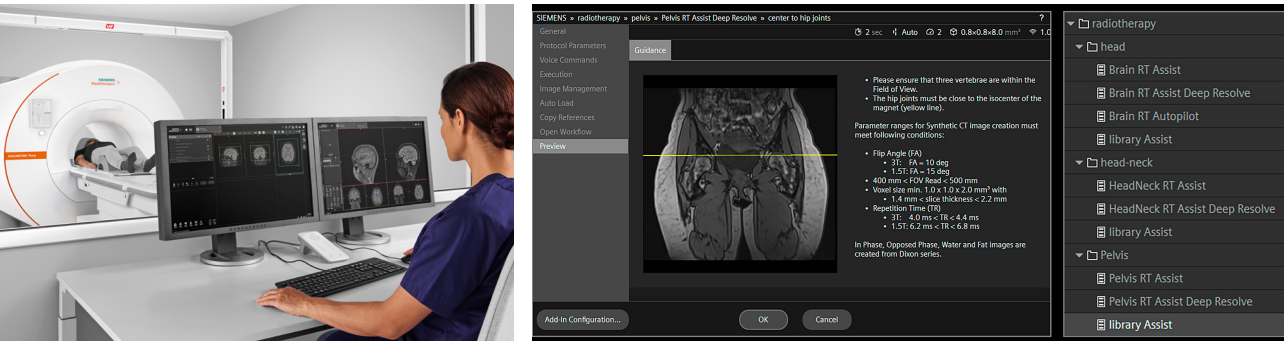 SIEMENS
SIEMENS » radiotherapy » pelvis » Pelvis RT Assist Deep Resolve » center to hip joints ?
2 sec Auto 2 0.8×0.8×8.0 mm³ 1.0
General
Protocol Parameters
Voice Commands
Execution
Image Management
Auto Load
Copy References
Open Workflow
Preview
Guidance
• Please ensure that three vertebrae are within the
Field of View.
• The hip joints must be close to the isocenter of the
magnet (yellow line).
Parameter ranges for Synthetic CT image creation must
meet following conditions:
• Flip Angle (FA)
• 3T: FA = 10 deg
• 1.5T: FA = 15 deg
• 400 mm < FOV Read < 500 mm
• Voxel size min. 1.0 x 1.0 x 2.0 mm³ with
• 1.4 mm < slice thickness < 2.2 mm
• Repetition Time (TR)
• 3T: 4.0 ms < TR < 4.4 ms
• 1.5T: 6.2 ms < TR < 6.8 ms
In Phase, Opposed Phase, Water and Fat images are
created from Dixon series.
Add-In Configuration...
OK
Cancel
radiotherapy
head
Brain RT Assist
Brain RT Assist Deep Resolve
Brain RT Autopilot
library Assist
head-neck
HeadNeck RT Assist
HeadNeck RT Assist Deep Resolve
library Assist
Pelvis
Pelvis RT Assist
Pelvis RT Assist Deep Resolve
library Assist